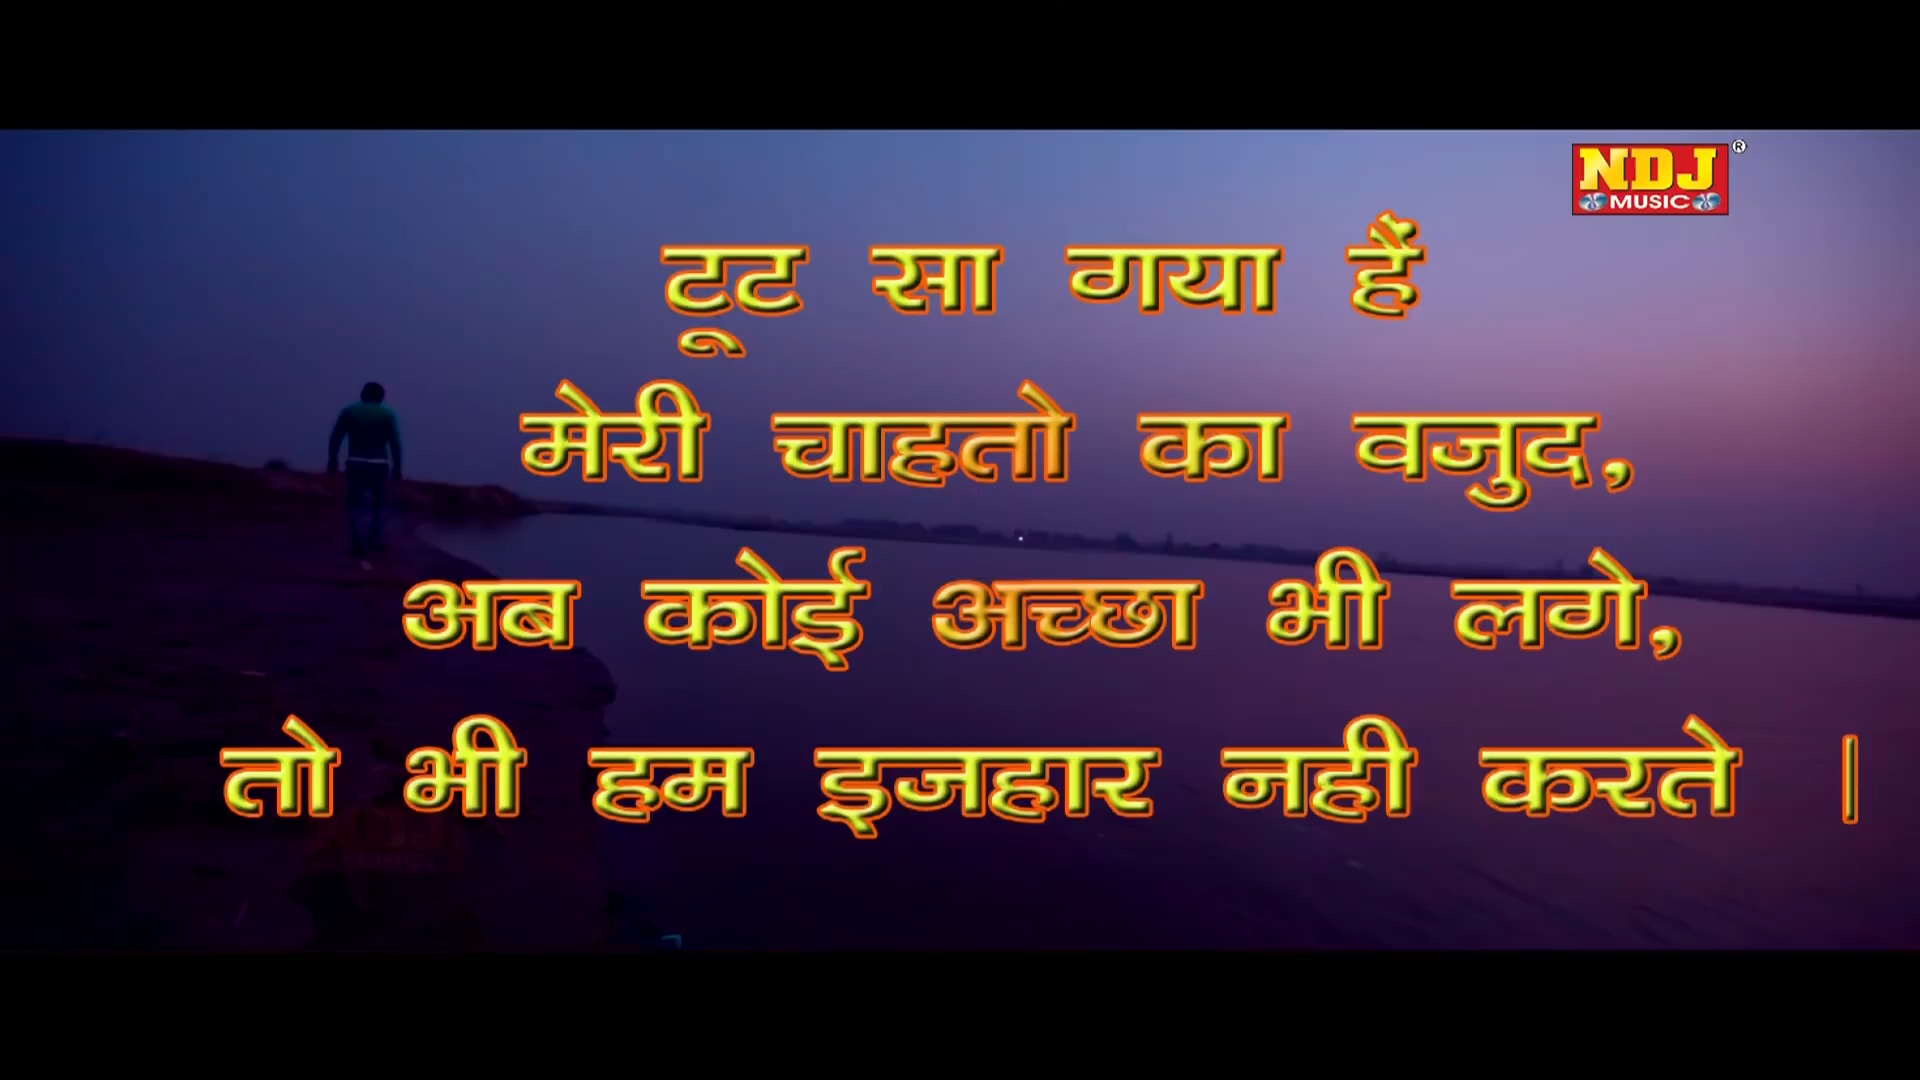 NDJ
MUSIC
टूट सा गया हैं
मेरी चाहतो का वजुद,
अब कोई अच्छा भी लगे,
तो भी हम इजहार नही करते |